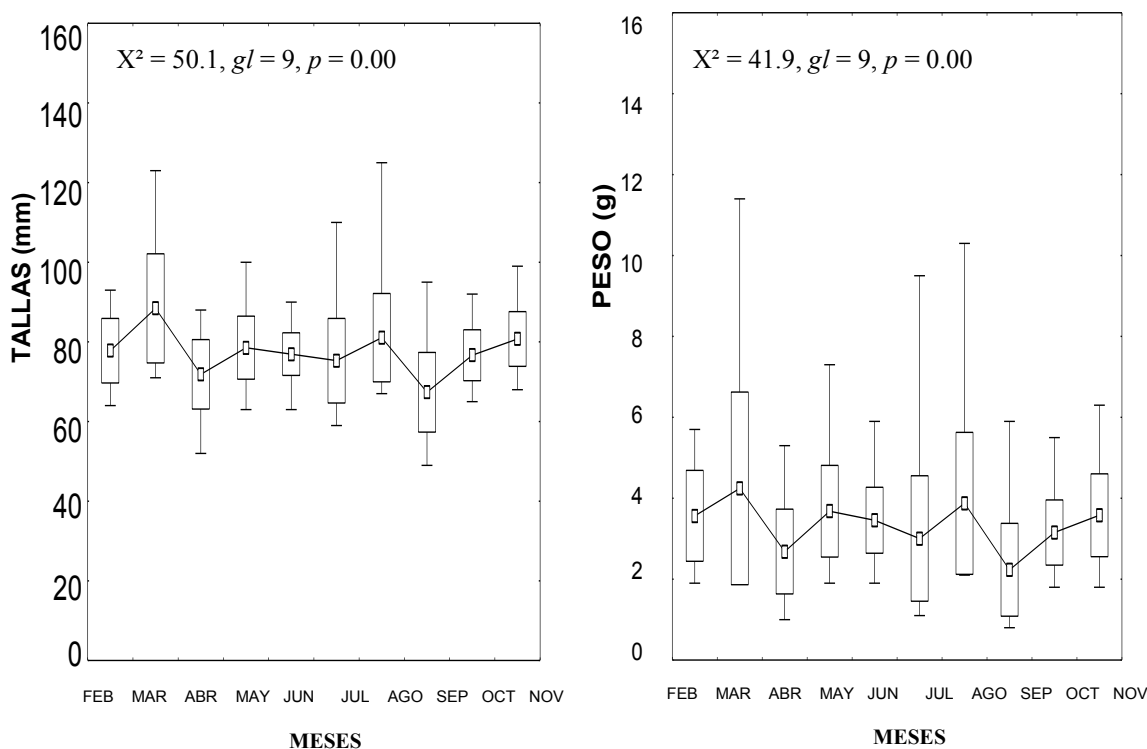 X² = 50.1, gl = 9, p = 0.00
TALLAS (mm)
160
140
120
100
80
60
40
20
0
FEB MAR ABR MAY JUN JUL AGO SEP OCT NOV
MESES
X² = 41.9, gl = 9, p = 0.00
PESO (g)
16
14
12
10
8
6
4
2
0
FEB MAR ABR MAY JUN JUL AGO SEP OCT NOV
MESES